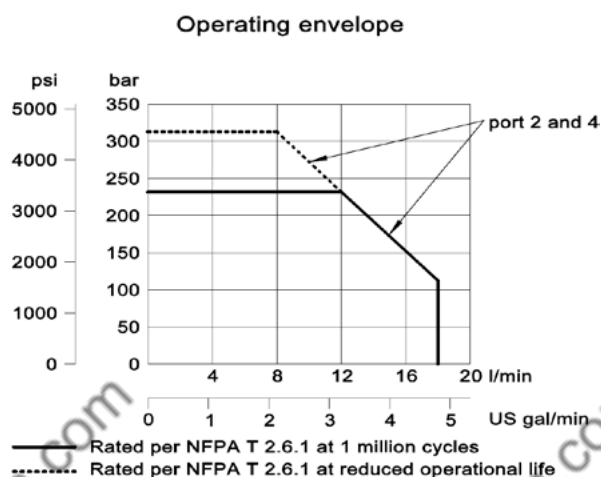 Operating envelope
psi bar
5000 350
4000 300
250
3000 200
2000 150
100
1000 50
0 0
port 2 and 4
4 8 12 16 20 l/min
0 1 2 3 4 5 US gal/min
Rated per NFPA T 2.6.1 at 1 million cycles
Rated per NFPA T 2.6.1 at reduced operational life
com
co